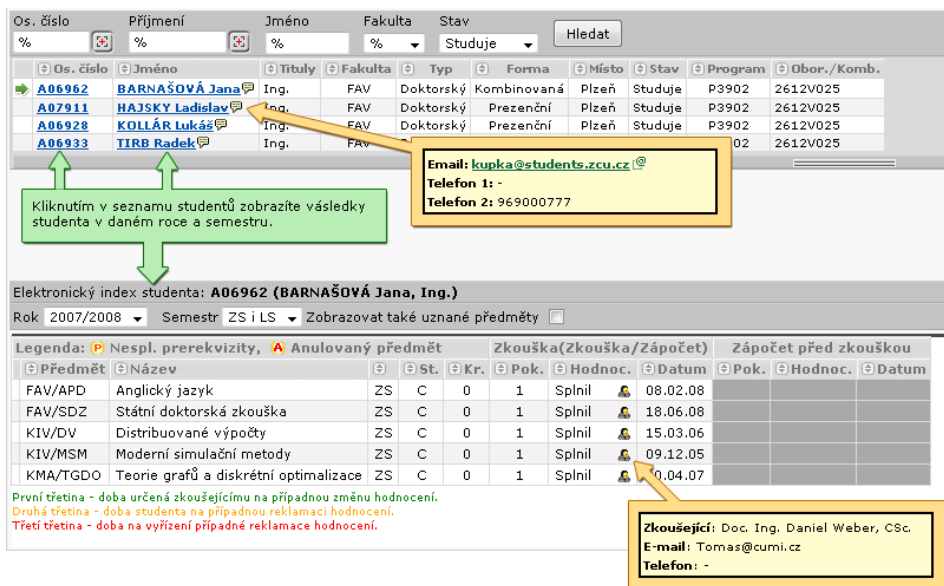 Os. číslo Příjmení Jméno Fakulta Stav
% % % % Studuje Hledat
Os. číslo Jméno Tituly Fakulta Typ Forma Místo Stav Program Obor./Komb.
A06962 BARNAŠOVÁ Jana Ing. FAV Doktorský Kombinovaná Plzeň Studuje P3902 2612V025
A07911 HAJSKY Ladislav Ing. FAV Doktorský Prezenční Plzeň Studuje P3902 2612V025
A06928 KOLLÁR Lukáš Ing. FAV Doktorský Prezenční Plzeň Studuje P3902 2612V025
A06933 TIRB Radek Ing. FAV 02 2612V025
Email: kupka@students.zcu.cz
Telefon 1: -
Telefon 2: 969000777
Kliknutím v seznamu studentů zobrazíte vásledky
studenta v daném roce a semestru.
Elektronický index studenta: A06962 (BARNAŠOVÁ Jana, Ing.)
Rok 2007/2008 Semestr ZS i LS Zobrazovat také uznané předměty
Legenda: P Nespl. prerekvizity, A Anulovaný předmět Zkouška(Zkouška/Zápočet) Zápočet před zkouškou
Předmět Název St. Kr. Pok. Hodnoc. Datum Pok. Hodnoc. Datum
FAV/APD Anglický jazyk ZS C 0 1 Splnil 08.02.08
FAV/SDZ Státní doktorská zkouška ZS C 0 1 Splnil 18.06.08
KIV/DV Distribuované výpočty ZS C 0 1 Splnil 15.03.06
KIV/MSM Moderní simulační metody ZS C 0 1 Splnil 09.12.05
KMA/TGDO Teorie grafů a diskrétní optimalizace ZS C 0 1 Splnil 0.04.07
První třetina - doba určená zkoušejícímu na případnou změnu hodnocení.
Druhá třetina - doba studenta na případnou reklamaci hodnocení.
Třetí třetina - doba na vyřízení případné reklamace hodnocení.
Zkoušející: Doc. Ing. Daniel Weber, CSc.
E-mail: Tomas@cumi.cz
Telefon: -